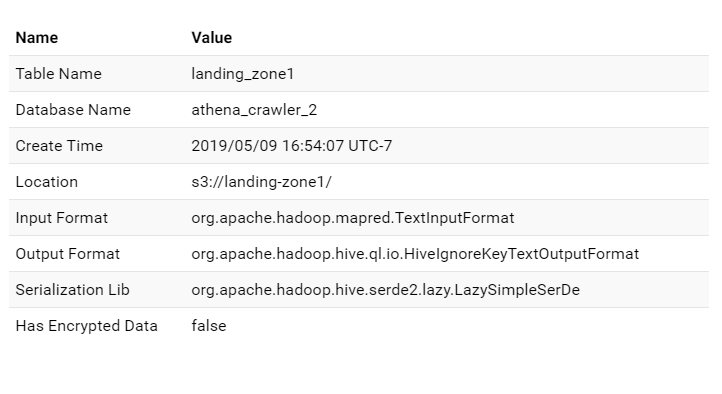 Name Value
Table Name landing_zone1
Database Name athena_crawler_2
Create Time 2019/05/09 16:54:07 UTC-7
Location s3://landing-zone1/
Input Format org.apache.hadoop.mapred.TextInputFormat
Output Format org.apache.hadoop.hive.ql.io.HiveIgnoreKeyTextOutputFormat
Serialization Lib org.apache.hadoop.hive.serde2.lazy.LazySimpleSerDe
Has Encrypted Data false